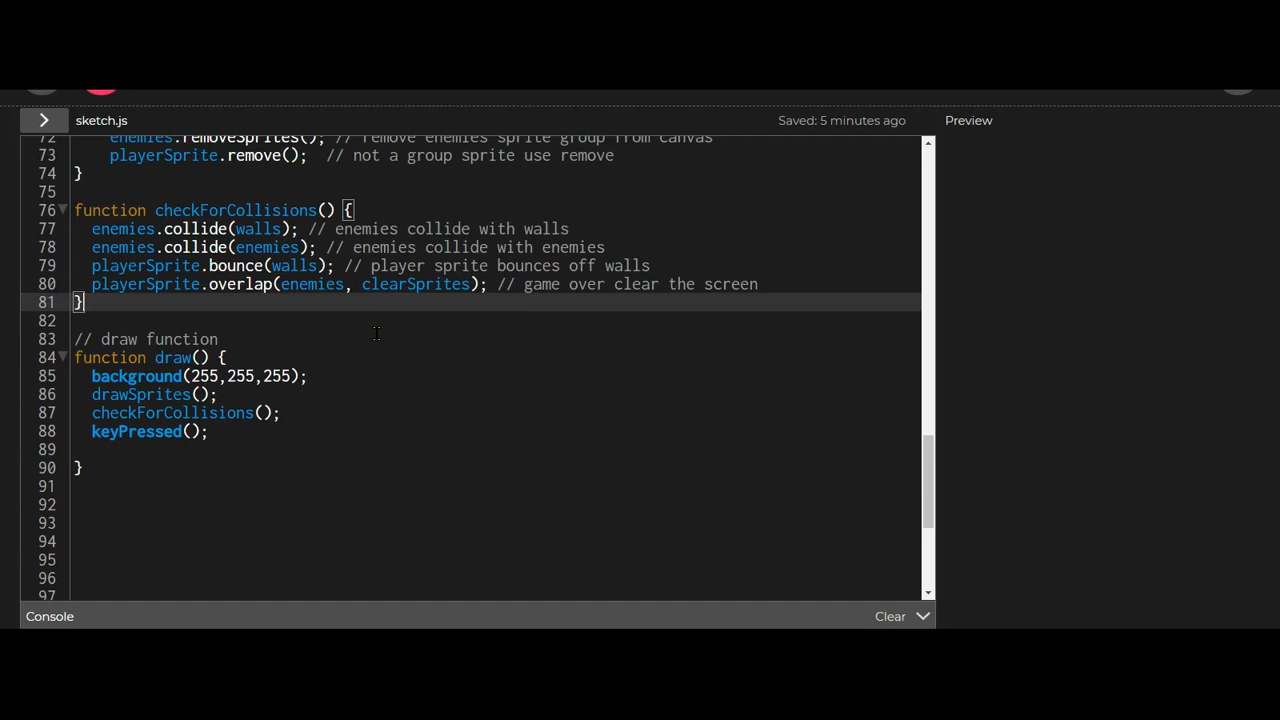 sketch.js
Saved: 5 minutes ago
Preview
72 enemies.removeSprites(); // remove enemies sprite group from canvas
73 playerSprite.remove();  // not a group sprite use remove
74 }
75
76 function checkForCollisions() {
77 enemies.collide(walls); // enemies collide with walls
78 enemies.collide(enemies); // enemies collide with enemies
79 playerSprite.bounce(walls); // player sprite bounces off walls
80 playerSprite.overlap(enemies, clearSprites); // game over clear the screen
81 }
82
83 // draw function
84 function draw() {
85 background(255,255,255);
86 drawSprites();
87 checkForCollisions();
88 keyPressed();
89
90 }
91
92
93
94
95
96
97
Console
Clear